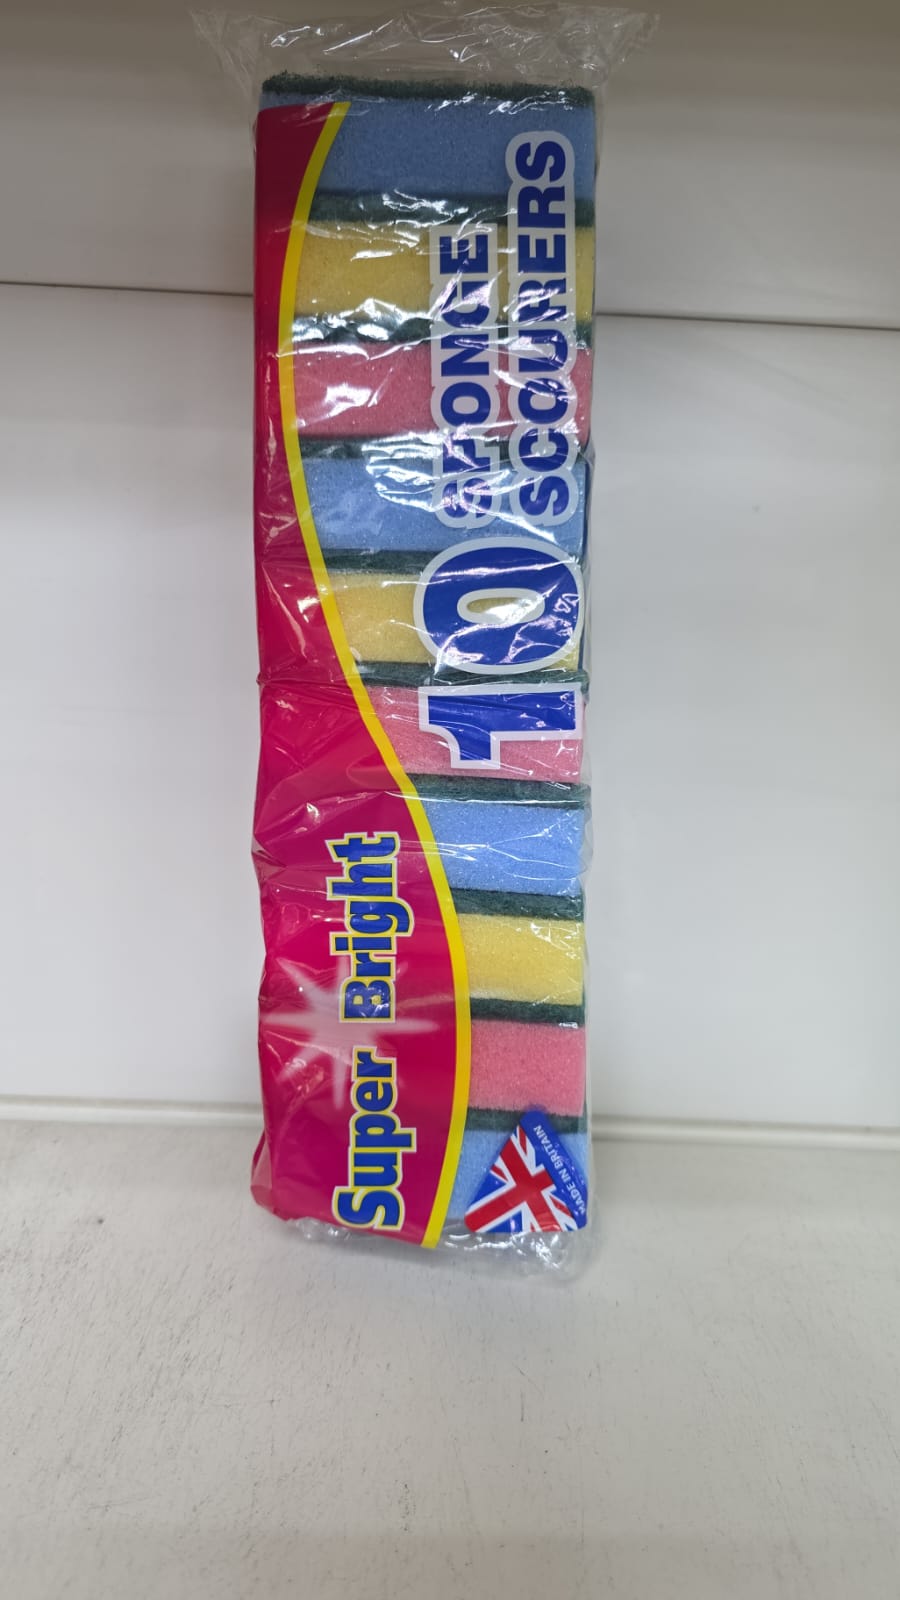 Super Bright
10
SPONGE
SCOURERS
MADE IN BRITAIN